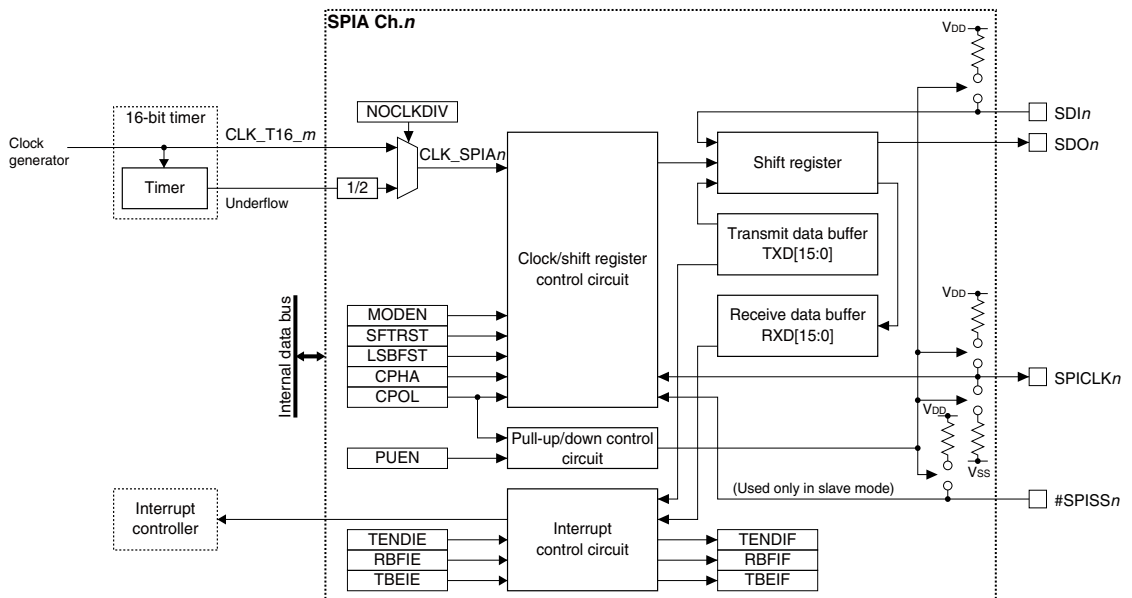 SPIA Ch.n
VDD
16-bit timer
NOCLKDIV
SDIn
Clock
generator
CLK_T16_m
CLK_SPIAn
Shift register
SDOn
Timer
1/2
Underflow
Transmit data buffer
TXD[15:0]
Clock/shift register
control circuit
Internal data bus
VDD
MODEN
Receive data buffer
RXD[15:0]
SFTRST
LSBFST
CPHA
SPICLKn
CPOL
VDD
Pull-up/down control
circuit
PUEN
VSS
(Used only in slave mode)
#SPISSn
Interrupt
controller
Interrupt
control circuit
TENDIE
TENDIF
RBFIE
RBFIF
TBEIE
TBEIF